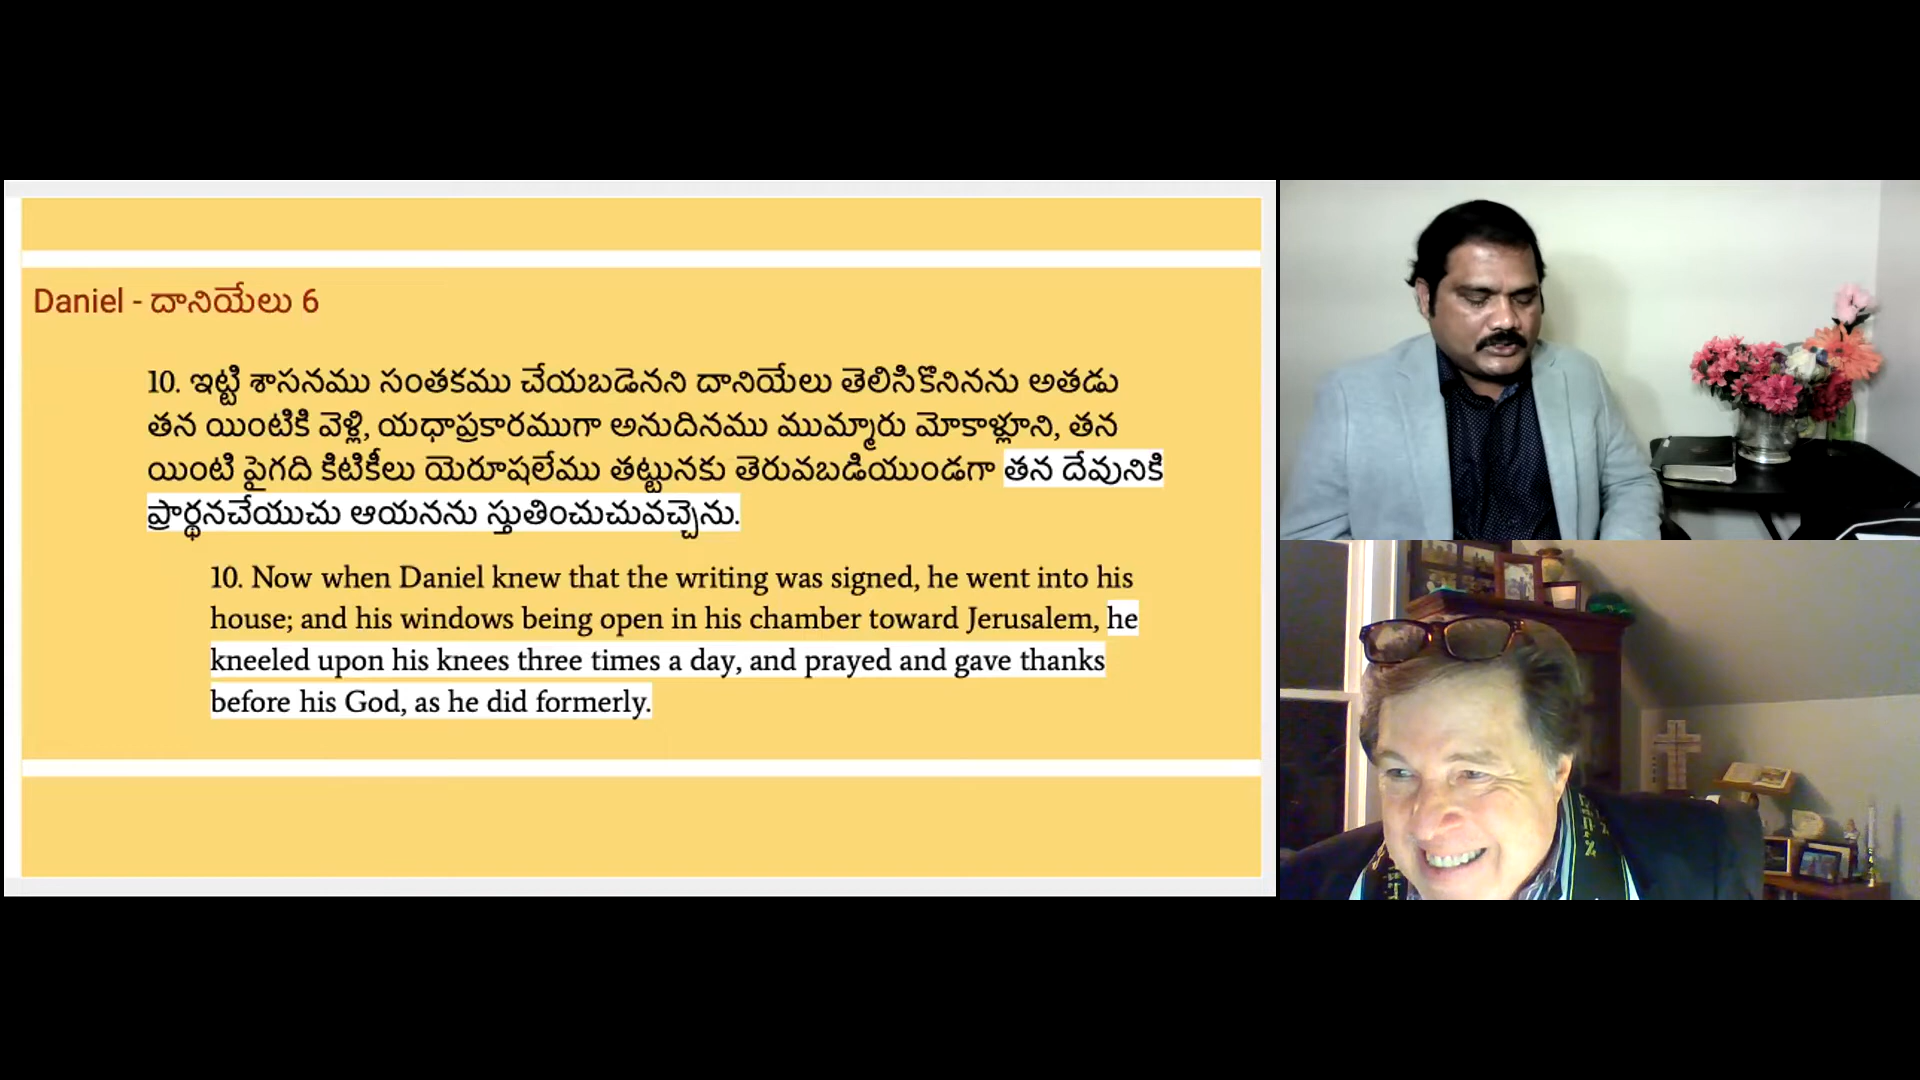 Daniel - దానియేలు 6
10. ఇట్టి శాసనము సంతకము చేయబడెనని దానియేలు తెలిసికొనినను అతడు
తన యింటికి వెళ్లి, యధాప్రకారముగా అనుదినము ముమ్మారు మోకాళ్లూని, తన
యింటి పైగది కిటికీలు యెరూషలేము తట్టునకు తెరువబడియుండగా తన దేవునికి
ప్రార్థనచేయుచు ఆయనను స్తుతించుచువచ్చెను.
10. Now when Daniel knew that the writing was signed, he went into his
house; and his windows being open in his chamber toward Jerusalem, he
kneeled upon his knees three times a day, and prayed and gave thanks
before his God, as he did formerly.